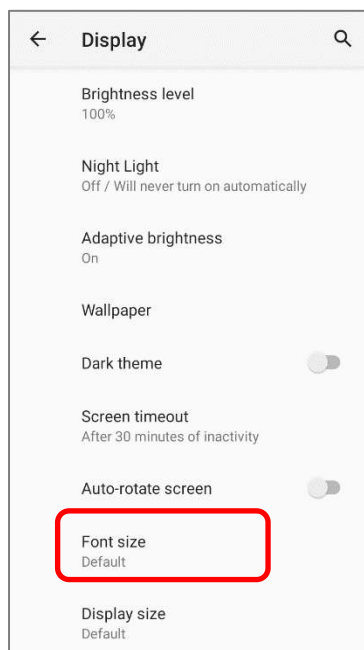 Display
Brightness level
100%
Night Light
Off / Will never turn on automatically
Adaptive brightness
On
Wallpaper
Dark theme
Screen timeout
After 30 minutes of inactivity
Auto-rotate screen
Font size
Default
Display size
Default